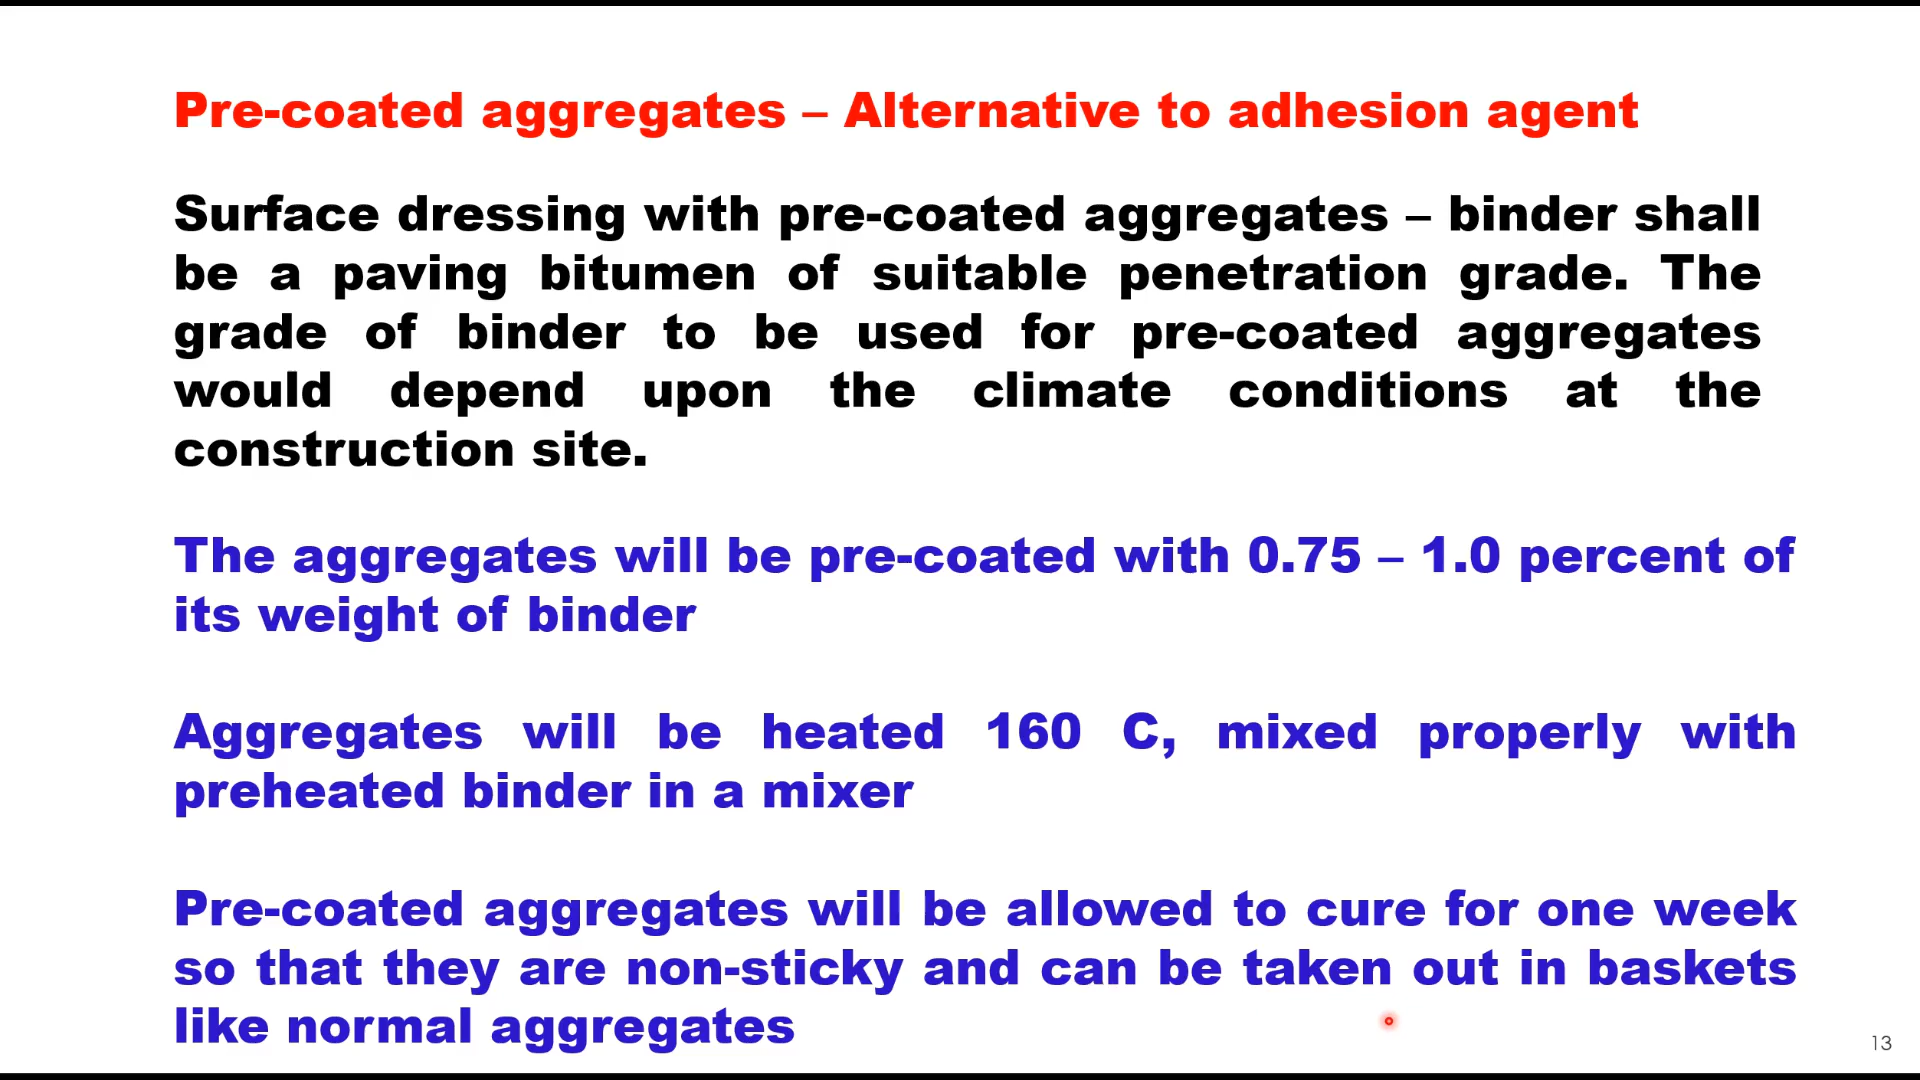 Pre-coated aggregates – Alternative to adhesion agent
Surface dressing with pre-coated aggregates – binder shall
be a paving bitumen of suitable penetration grade. The
grade of binder to be used for pre-coated aggregates
would depend upon the climate conditions at the
construction site.
The aggregates will be pre-coated with 0.75 – 1.0 percent of
its weight of binder
Aggregates will be heated 160 C, mixed properly with
preheated binder in a mixer
Pre-coated aggregates will be allowed to cure for one week
so that they are non-sticky and can be taken out in baskets
like normal aggregates
13